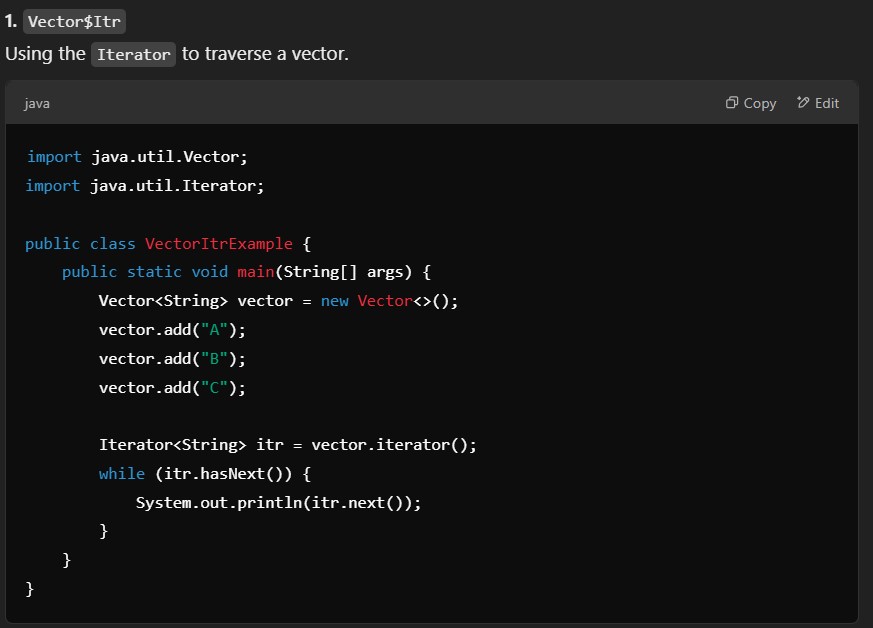 1. Vector$Itr
Using the Iterator to traverse a vector.
java Copy Edit
import java.util.Vector;
import java.util.Iterator;
public class VectorItrExample {
public static void main(String[] args) {
Vector<String> vector = new Vector<>();
vector.add("A");
vector.add("B");
vector.add("C");
Iterator<String> itr = vector.iterator();
while (itr.hasNext()) {
System.out.println(itr.next());
}
}
}